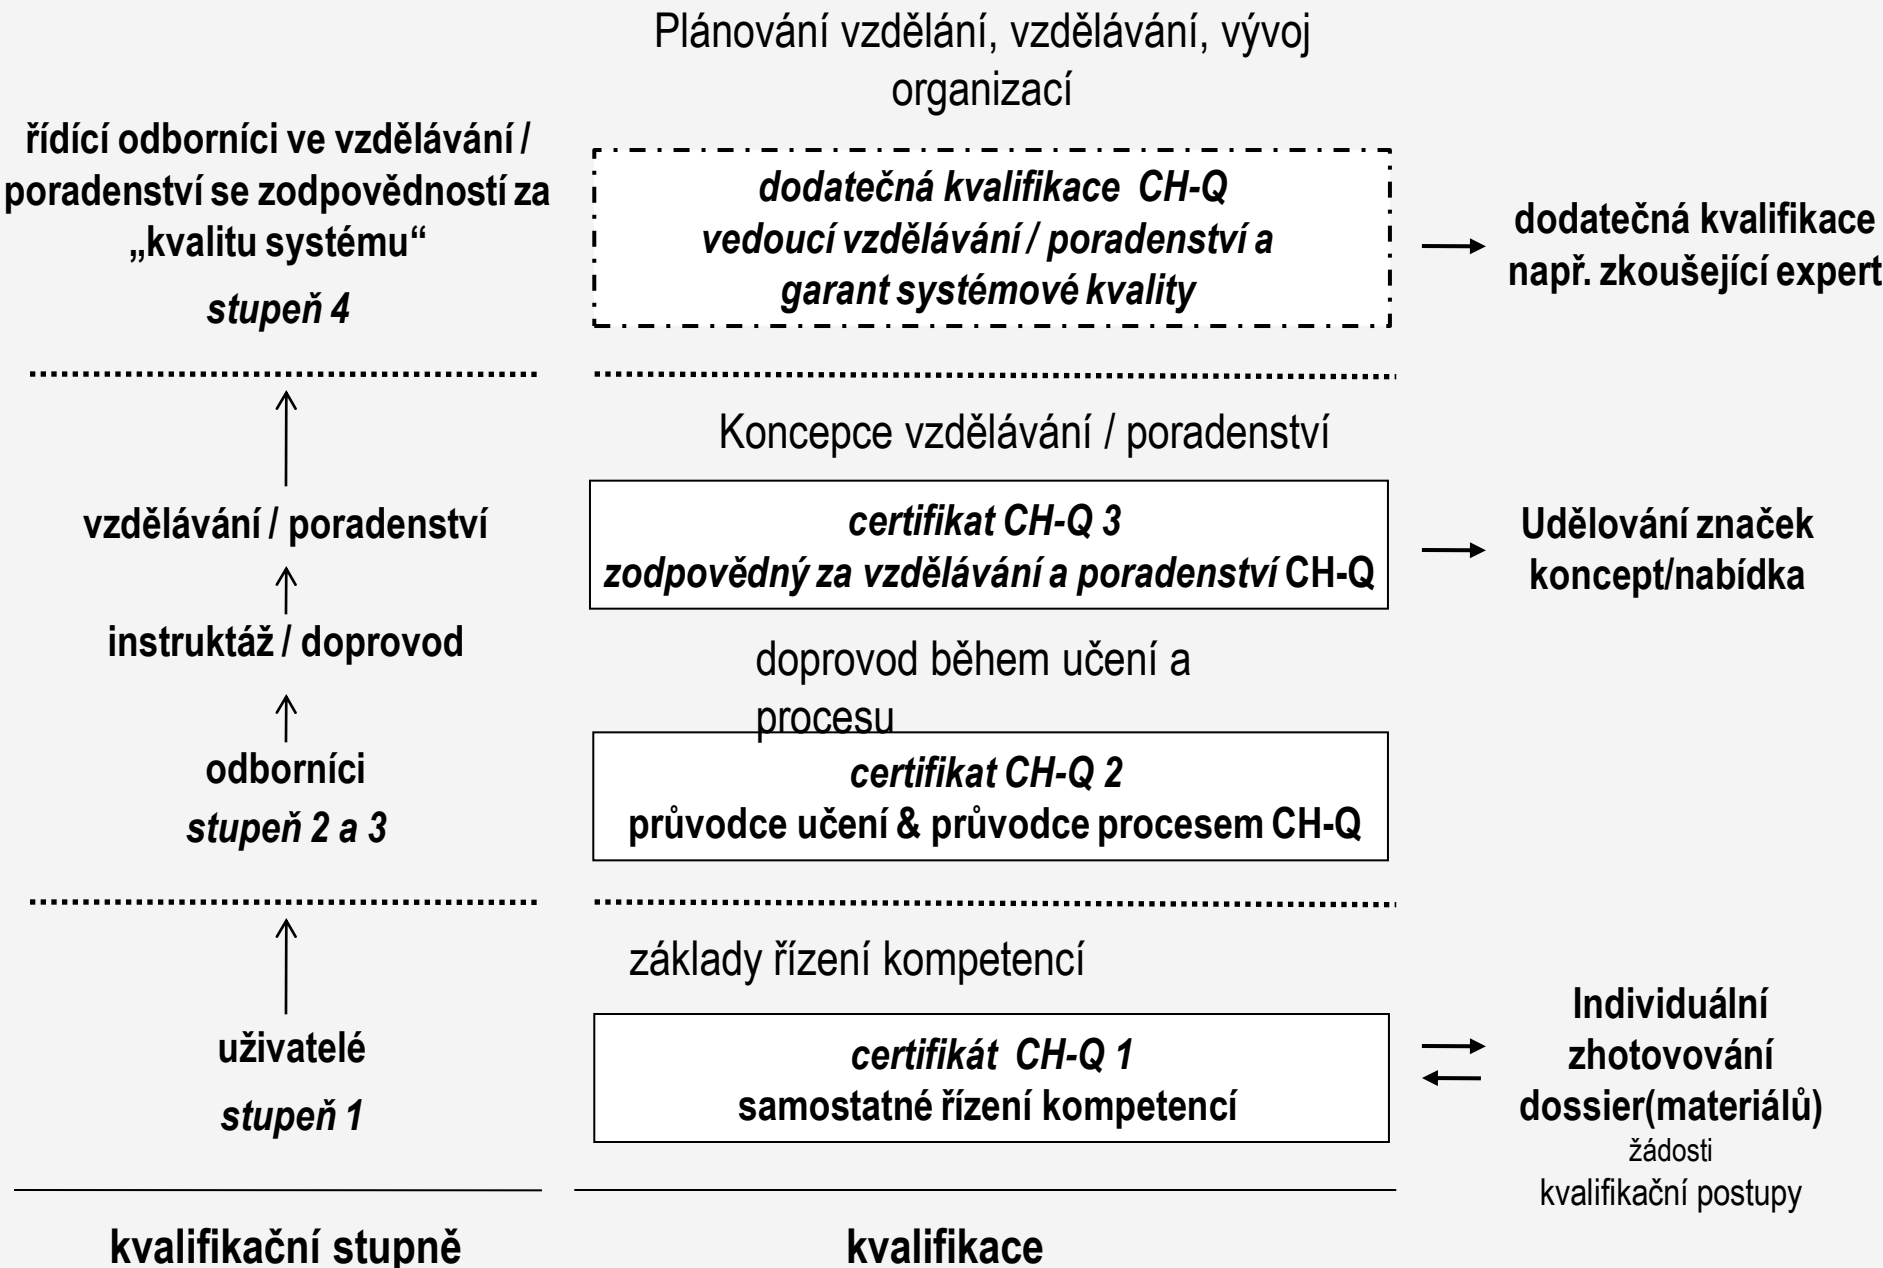 Plánování vzdělání, vzdělávání, vývoj
organizací
řídící odborníci ve vzdělávání /
poradenství se zodpovědností za
„kvalitu systému“
stupeň 4
dodatečná kvalifikace CH-Q
vedoucí vzdělávání / poradenství a
garant systémové kvality
dodatečná kvalifikace
např. zkoušející expert
Koncepce vzdělávání / poradenství
vzdělávání / poradenství
certifikat CH-Q 3
zodpovědný za vzdělávání a poradenství CH-Q
Udělování značek
koncept/nabídka
instruktáž / doprovod
doprovod během učení a
procesu
odborníci
stupeň 2 a 3
certifikat CH-Q 2
průvodce učení & průvodce procesem CH-Q
základy řízení kompetencí
uživatelé
stupeň 1
certifikát CH-Q 1
samostatné řízení kompetencí
Individuální
zhotovování
dossier(materiálů)
žádosti
kvalifikační postupy
kvalifikační stupně
kvalifikace